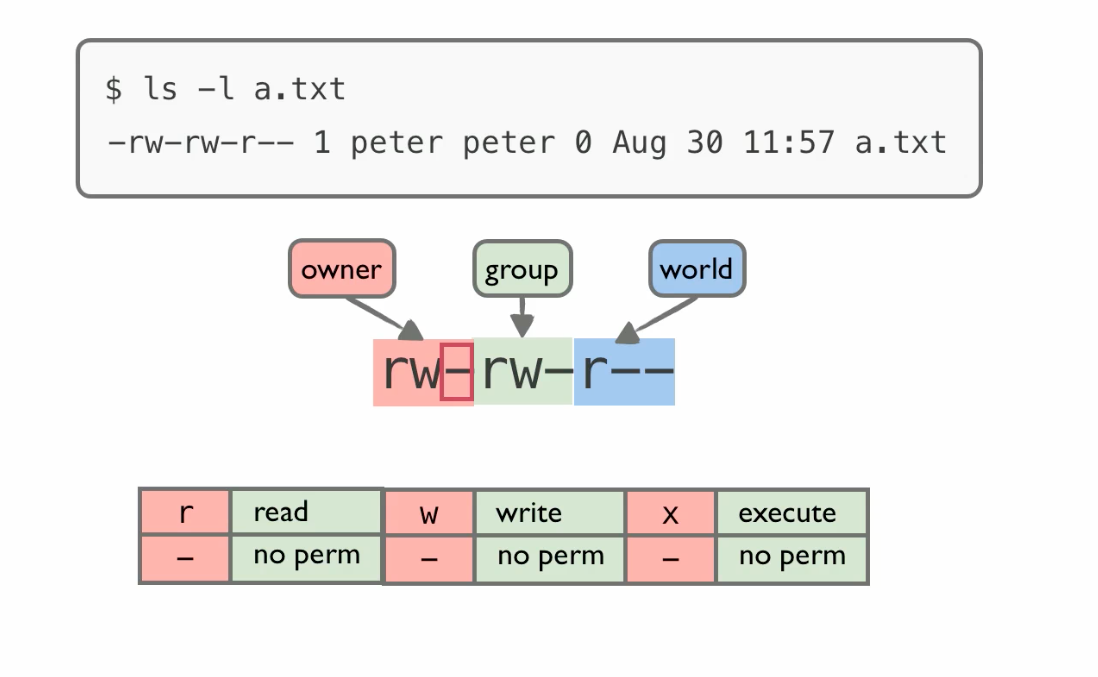 $ ls -l a.txt
-rw-rw-r-- 1 peter peter 0 Aug 30 11:57 a.txt
owner group world
rw-rw-r--
r read w write x execute
- no perm - no perm - no perm